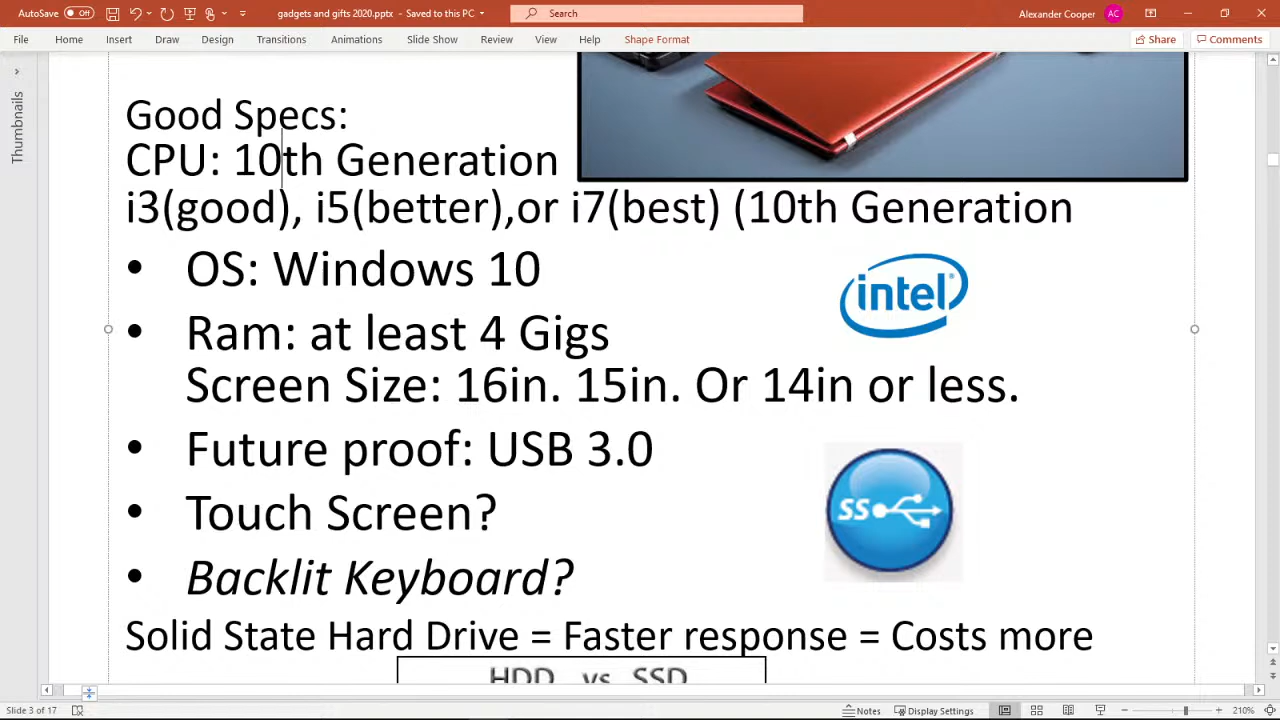 AutoSave Off gadgets and gifts 2020.pptx - Saved to this PC Search Alexander Cooper AC
File Home Insert Draw Design Transitions Animations Slide Show Review View Help Shape Format Share Comments
Thumbnails
Good Specs:
CPU: 10th Generation
i3(good), i5(better),or i7(best) (10th Generation
• OS: Windows 10
intel®
• Ram: at least 4 Gigs
Screen Size: 16in. 15in. Or 14in or less.
• Future proof: USB 3.0
SS
• Touch Screen?
• Backlit Keyboard?
Solid State Hard Drive = Faster response = Costs more
HDD vs SSD
Slide 3 of 17 Notes Display Settings 210%